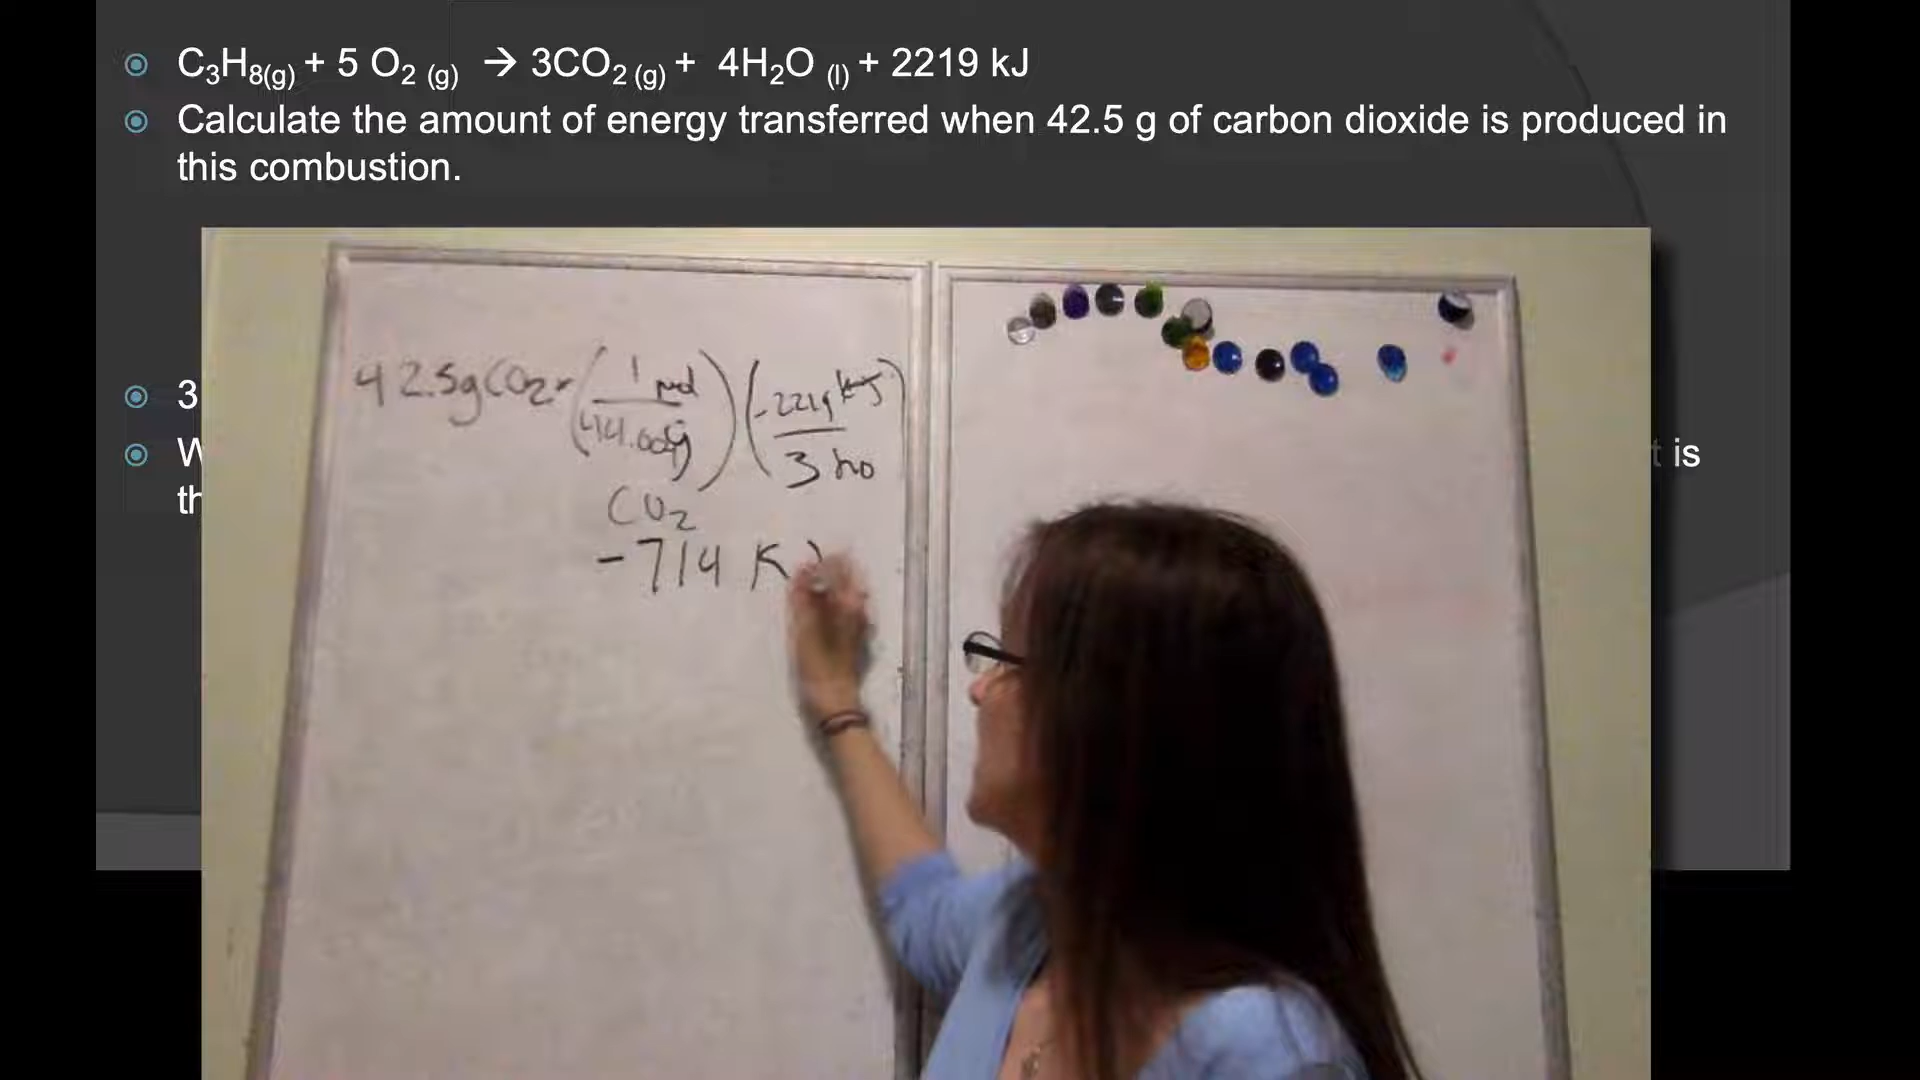 C3H8(g) + 5 O2 (g) → 3CO2 (g) + 4H2O (l) + 2219 kJ
Calculate the amount of energy transferred when 42.5 g of carbon dioxide is produced in
this combustion.
42.5g CO2 × (1 mol / 44.00g) (-2219 kJ / 3 mo
CO2
-714 KJ
3
W t is
th